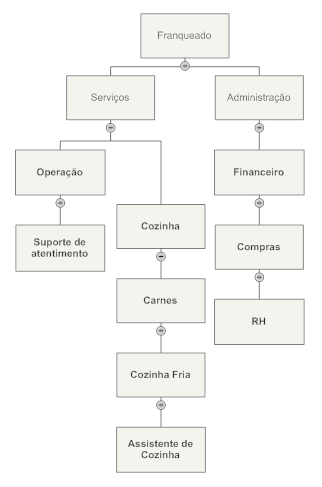 Franqueado
Serviços
Administração
Operação
Financeiro
Suporte de
atentimento
Cozinha
Compras
Carnes
RH
Cozinha Fria
Assistente de
Cozinha